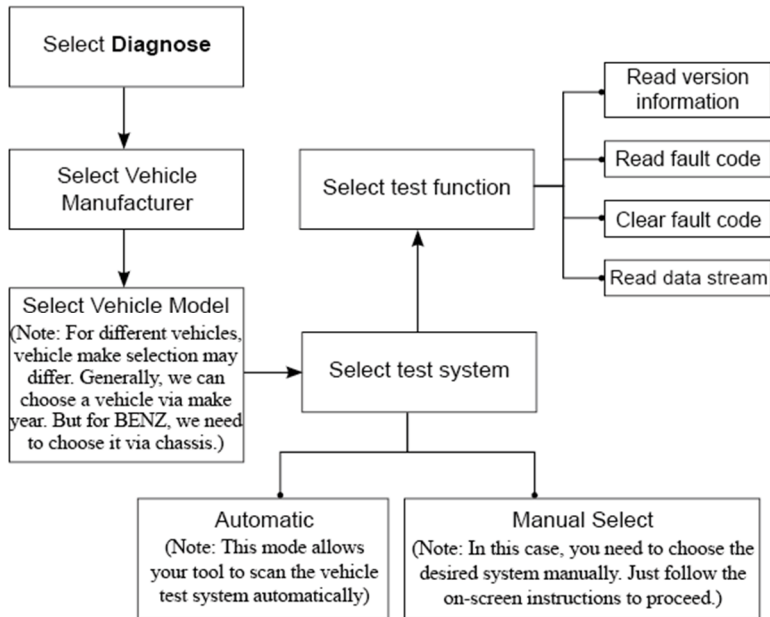 Select Diagnose
Select Vehicle
Manufacturer
Select Vehicle Model
(Note: For different vehicles,
vehicle make selection may
differ. Generally, we can
choose a vehicle via make
year. But for BENZ, we need
to choose it via chassis.)
Select test system
Select test function
Read version
information
Read fault code
Clear fault code
Read data stream
Automatic
(Note: This mode allows
your tool to scan the vehicle
test system automatically)
Manual Select
(Note: In this case, you need to choose the
desired system manually. Just follow the
on-screen instructions to proceed.)